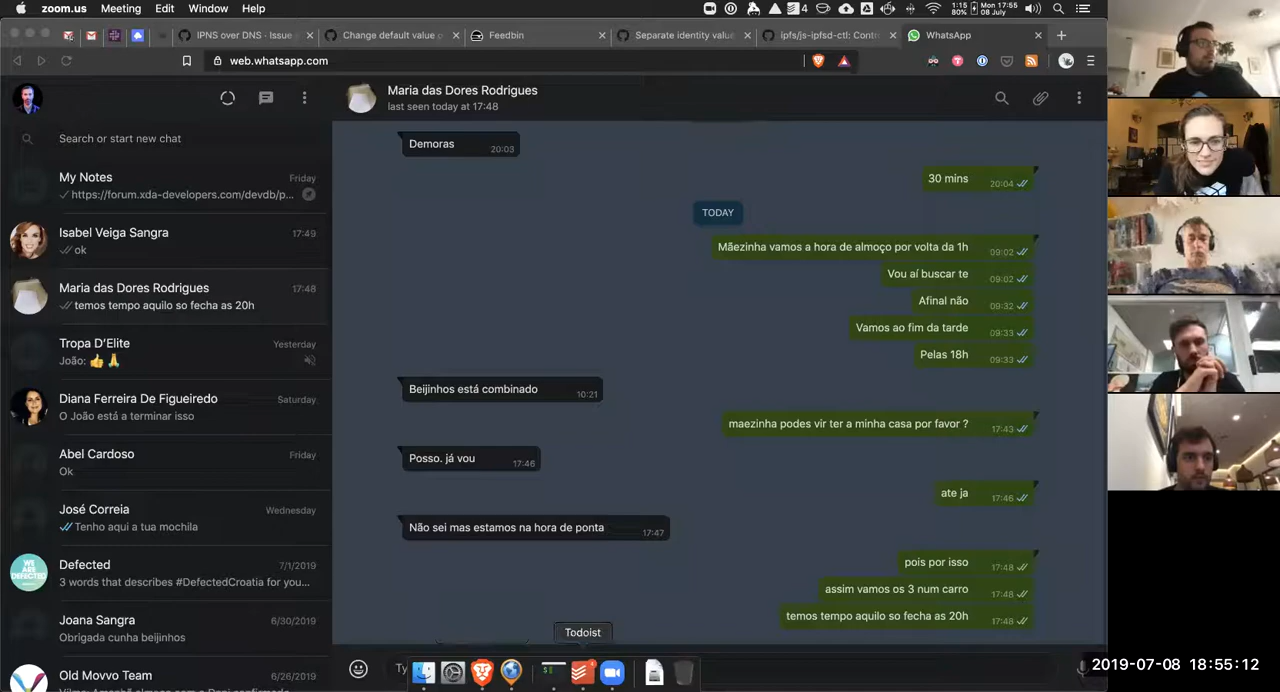 zoom.us Meeting Edit Window Help
4 1:15 80% Mon 17:55 08 July
IPNS over DNS · Issue
Change default value
Feedbin
Separate identity value
ipfs/js-ipfsd-ctl: Cont
WhatsApp
web.whatsapp.com
Maria das Dores Rodrigues
last seen today at 17:48
Search or start new chat
My Notes Friday
https://forum.xda-developers.com/devdb/p...
Isabel Veiga Sangra 17:49
ok
Maria das Dores Rodrigues 17:48
temos tempo aquilo so fecha as 20h
Tropa D'Elite Yesterday
João: 👍🙏
Diana Ferreira De Figueiredo Saturday
O João está a terminar isso
Abel Cardoso Friday
Ok
José Correia Wednesday
Tenho aqui a tua mochila
Defected 7/1/2019
3 words that describes #DefectedCroatia for you...
WE ARE DEFECTED
Joana Sangra 6/30/2019
Obrigada cunha beijinhos
Old Movvo Team 6/26/2019
Demoras 20:03
30 mins 20:04
TODAY
Mãezinha vamos a hora de almoço por volta da 1h 09:02
Vou aí buscar te 09:02
Afinal não 09:32
Vamos ao fim da tarde 09:33
Pelas 18h 09:33
Beijinhos está combinado 10:21
maezinha podes vir ter a minha casa por favor ? 17:43
Posso. já vou 17:46
ate ja 17:46
Não sei mas estamos na hora de ponta 17:47
pois por isso 17:48
assim vamos os 3 num carro 17:48
temos tempo aquilo so fecha as 20h 17:48
Todoist
Ty
2019-07-08 18:55:12